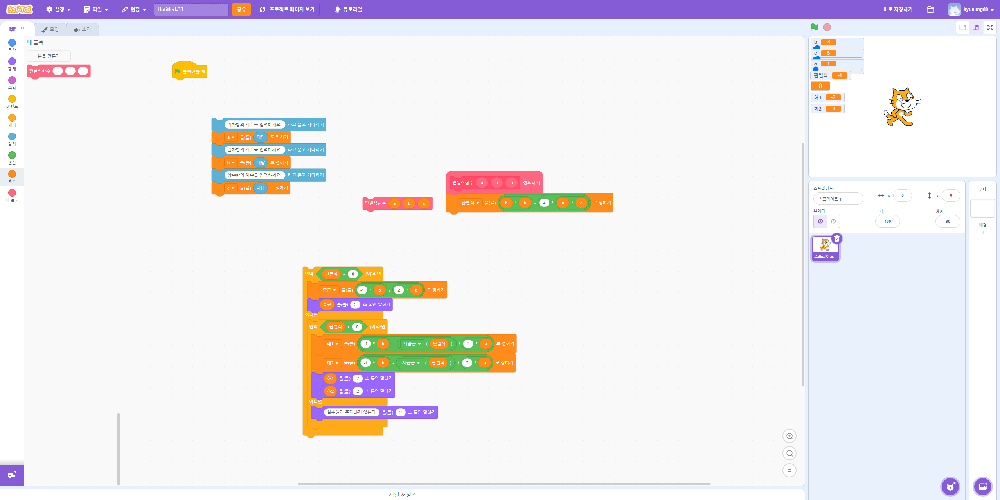 SCRATCH
설정
파일
편집
Untitled-33
공유
프로젝트 페이지 보기
튜토리얼
바로 저장하기
kyusung88
코드
모양
소리
동작
형태
소리
이벤트
제어
감지
연산
변수
내 블록
내 블록
블록 만들기
판별식함수
클릭했을 때
이차항의 계수를 입력하세요: 라고 묻고 기다리기
a 을(를) 대답 로 정하기
일차항의 계수를 입력하세요: 라고 묻고 기다리기
b 을(를) 대답 로 정하기
상수항의 계수를 입력하세요: 라고 묻고 기다리기
c 을(를) 대답 로 정하기
판별식함수 a b c
판별식함수 a b c 정의하기
판별식 을(를) b * b - 4 * a * c 로 정하기
만약 판별식 = 0 (이)라면
중근 을(를) -1 * b / 2 * a 로 정하기
중근 을(를) 2 초 동안 말하기
아니면
만약 판별식 > 0 (이)라면
해1 을(를) -1 * b + 제곱근 ( 판별식 ) / 2 * a 로 정하기
해2 을(를) -1 * b - 제곱근 ( 판별식 ) / 2 * a 로 정하기
해1 을(를) 2 초 동안 말하기
해2 을(를) 2 초 동안 말하기
아니면
실수해가 존재하지 않는다. 을(를) 2 초 동안 말하기
개인 저장소
b 4
c 5
a 1
판별식 -4
0
해1 -2
해2 -3
스프라이트
스프라이트 1
x 0
y 0
보이기
크기
100
방향
90
스프라이트 1
무대
배경
1